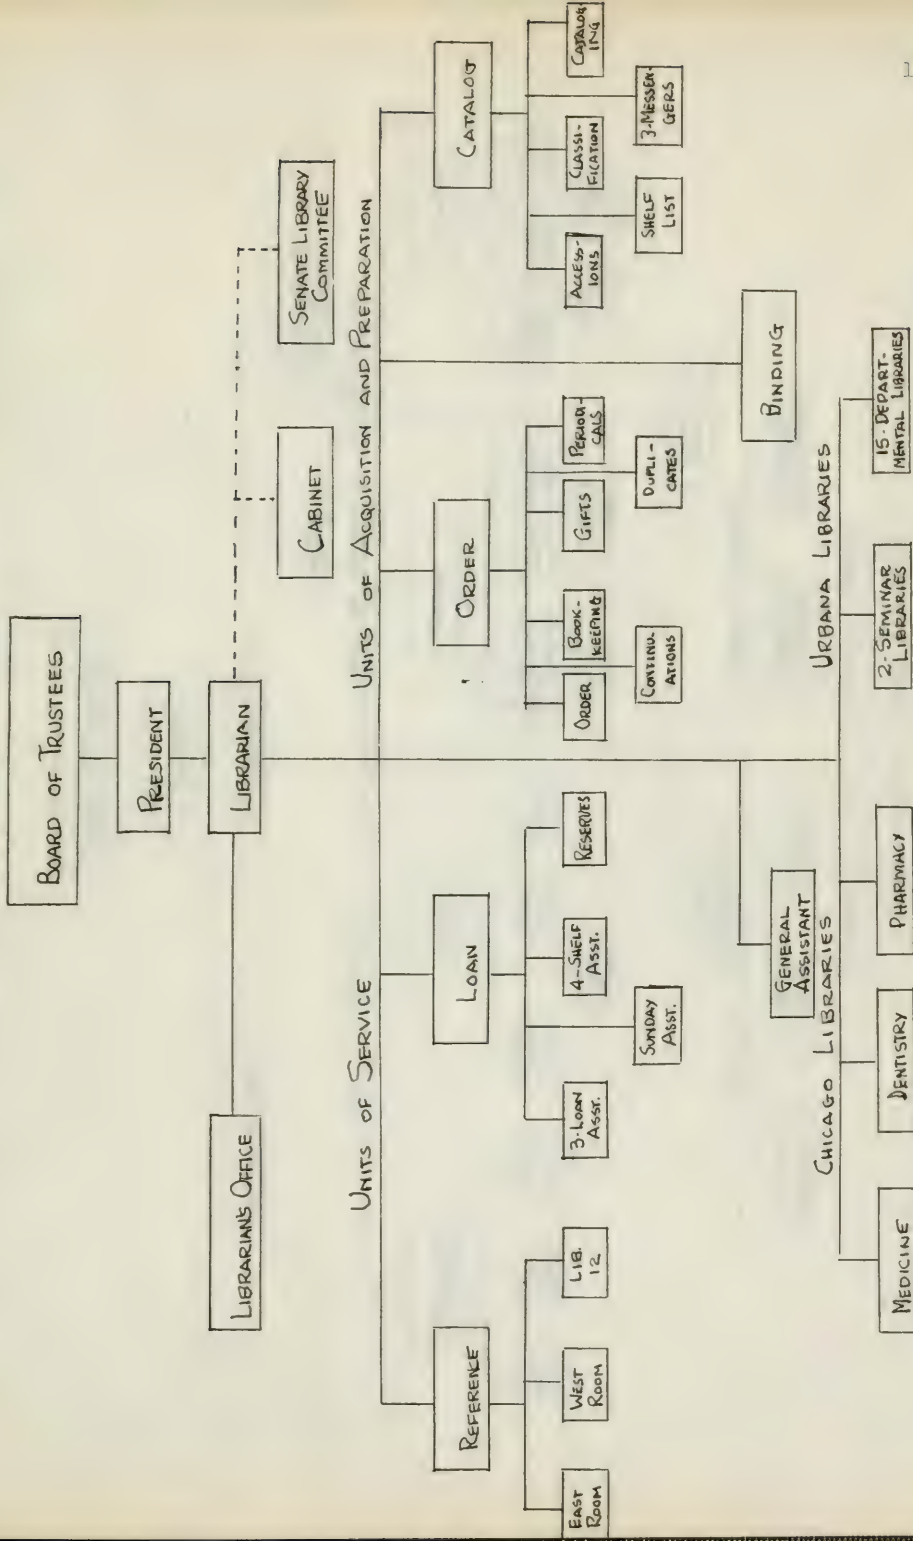 BOARD OF TRUSTEES
PRESIDENT
LIBRARIAN
LIBRARIAN'S OFFICE
CABINET
SENATE LIBRARY
COMMITTEE
UNITS OF SERVICE
UNITS OF ACQUISITION AND PREPARATION
REFERENCE
LOAN
ORDER
CATALOG
EAST
ROOM
WEST
ROOM
LIB.
12
3-LOAN
ASST.
4-SHELF
ASST.
RESERVES
SUNDAY
ASST.
ORDER
BOOK-
KEEPING
GIFTS
PERIODI-
CALS
CONTINU-
ATIONS
DUPLI-
CATES
ACCESS-
IONS
CLASSI-
FICATION
CATALOG-
ING
SHELF
LIST
3-MESSEN-
GERS
GENERAL
ASSISTANT
BINDING
CHICAGO LIBRARIES
URBANA LIBRARIES
MEDICINE
DENTISTRY
PHARMACY
2-SEMINAR
LIBRARIES
15-DEPART-
MENTAL LIBRARIES